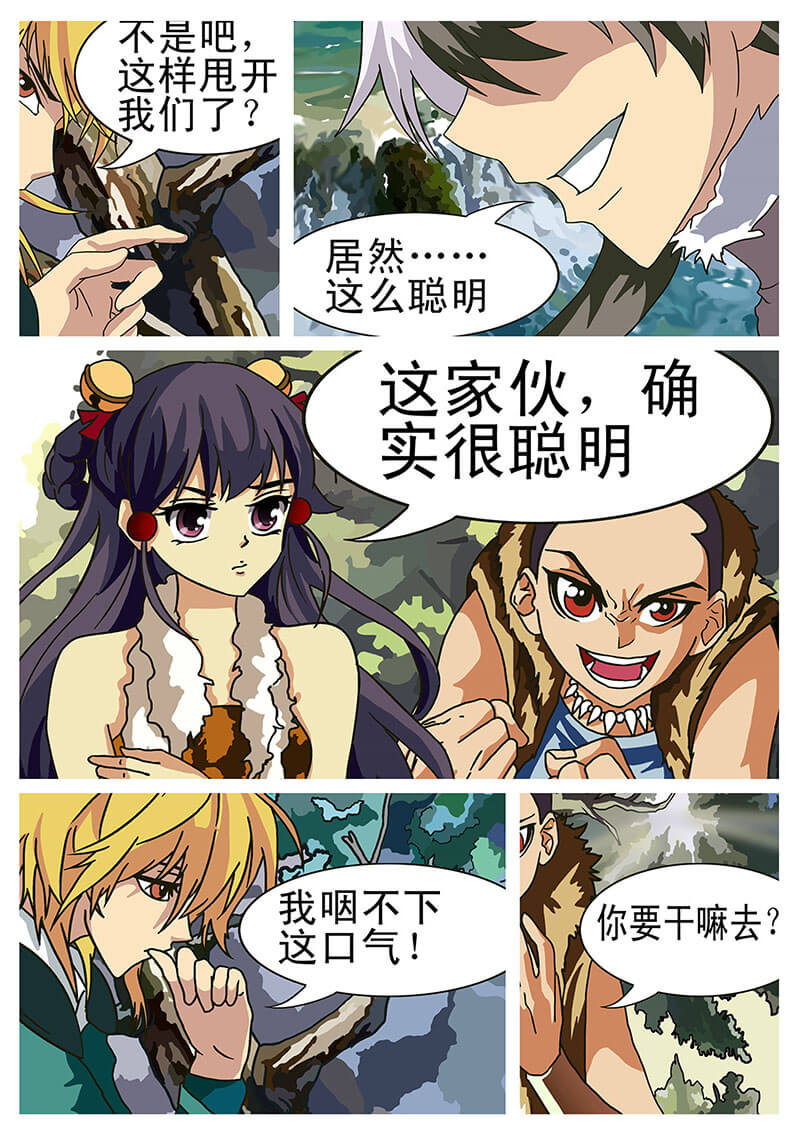 不是吧，
这样甩开
我们了？
居然……
这么聪明
这家伙，确
实很聪明
我咽不下
这口气！
你要干嘛去？